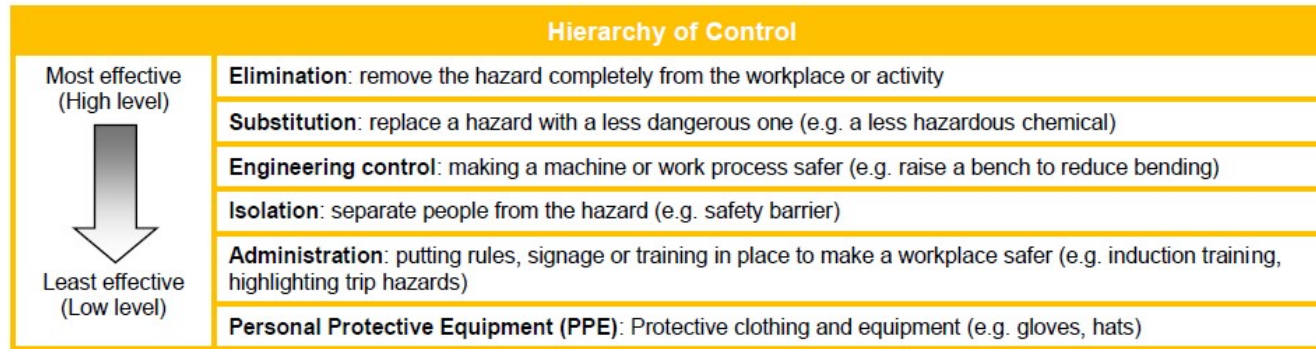 Hierarchy of Control
Most effective
(High level)
Least effective
(Low level)
Elimination: remove the hazard completely from the workplace or activity
Substitution: replace a hazard with a less dangerous one (e.g. a less hazardous chemical)
Engineering control: making a machine or work process safer (e.g. raise a bench to reduce bending)
Isolation: separate people from the hazard (e.g. safety barrier)
Administration: putting rules, signage or training in place to make a workplace safer (e.g. induction training,
highlighting trip hazards)
Personal Protective Equipment (PPE): Protective clothing and equipment (e.g. gloves, hats)